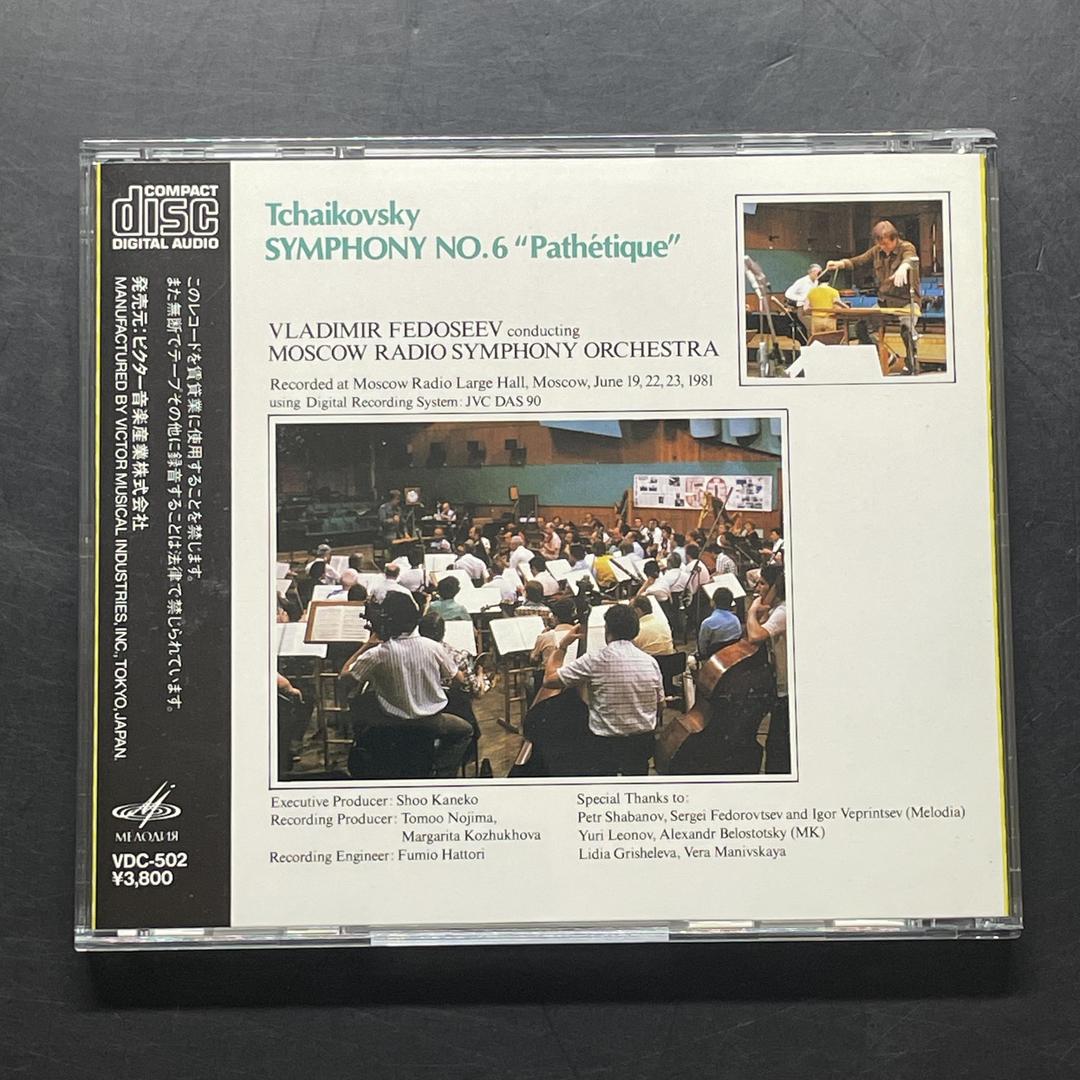 COMPACT
disc
DIGITAL AUDIO
このレコードを賃貸業に使用することを禁じます。
また無断でテープその他に録音することは法律で禁じられています。
発売元:ビクター音楽産業株式会社
MANUFACTURED BY VICTOR MUSICAL INDUSTRIES, INC., TOKYO, JAPAN.
МЕЛОДИЯ
VDC-502
¥3,800
Tchaikovsky
SYMPHONY NO. 6 “Pathétique”
VLADIMIR FEDOSEEV conducting
MOSCOW RADIO SYMPHONY ORCHESTRA
Recorded at Moscow Radio Large Hall, Moscow, June 19, 22, 23, 1981
using Digital Recording System: JVC DAS 90
Executive Producer: Shoo Kaneko
Recording Producer: Tomoo Nojima,
Margarita Kozhukhova
Recording Engineer: Fumio Hattori
Special Thanks to:
Petr Shabanov, Sergei Fedorovtsev and Igor Veprintsev (Melodia)
Yuri Leonov, Alexandr Belostotsky (MK)
Lidia Grisheleva, Vera Manivskaya